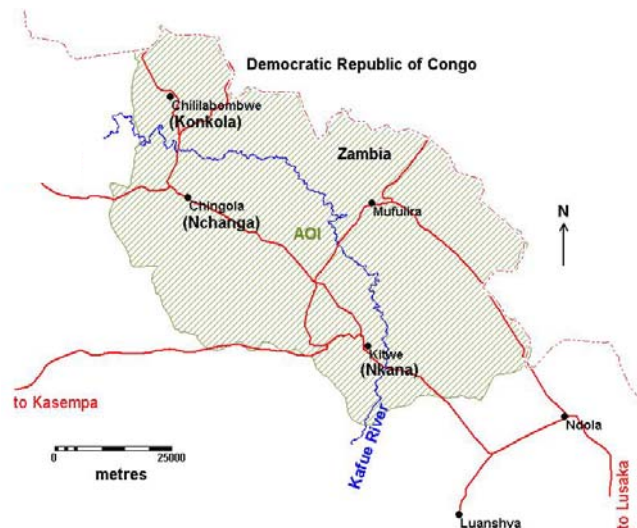 Democratic Republic of Congo
Chililabombwe
(Konkola)
Zambia
Chingola
(Nchanga)
Mufulira
N
AOI
Kitwe
(Nkana)
to Kasempa
Kafue River
Ndola
0 25000
metres
to Lusaka
Luanshya